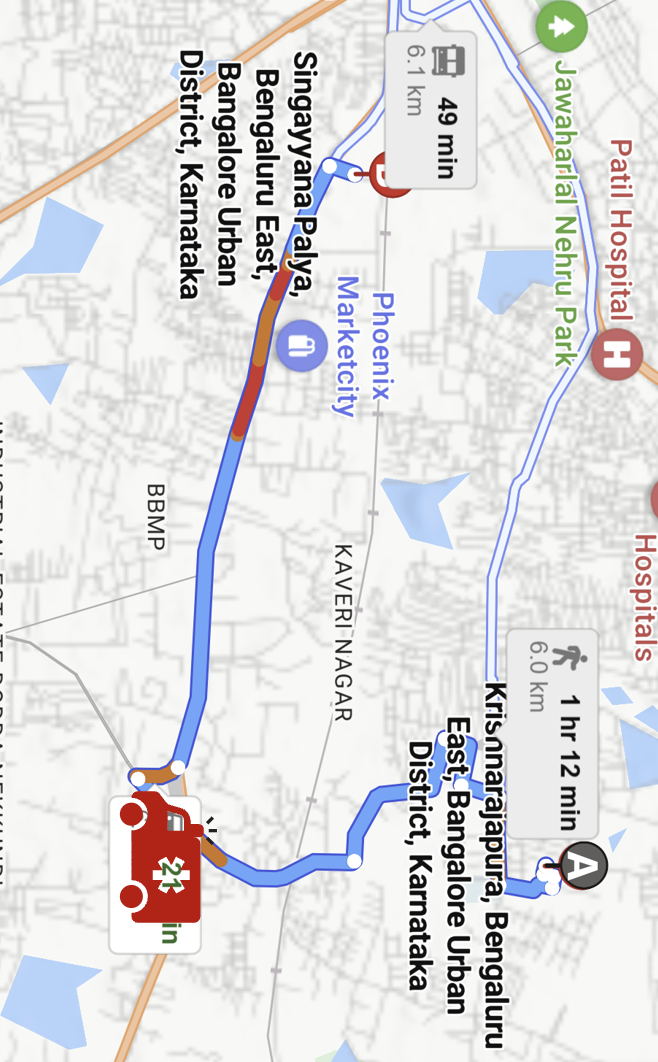 49 min
6.1 km
Singayyana Palya,
Bengaluru East,
Bangalore Urban
District, Karnataka
Jawaharlal Nehru Park
Patil Hospital
H
Phoenix
Marketcity
Hospitals
BBMP
KAVERI NAGAR
1 hr 12 min
6.0 km
A
Krishnarajapura, Bengaluru
East, Bangalore Urban
District, Karnataka
21
in